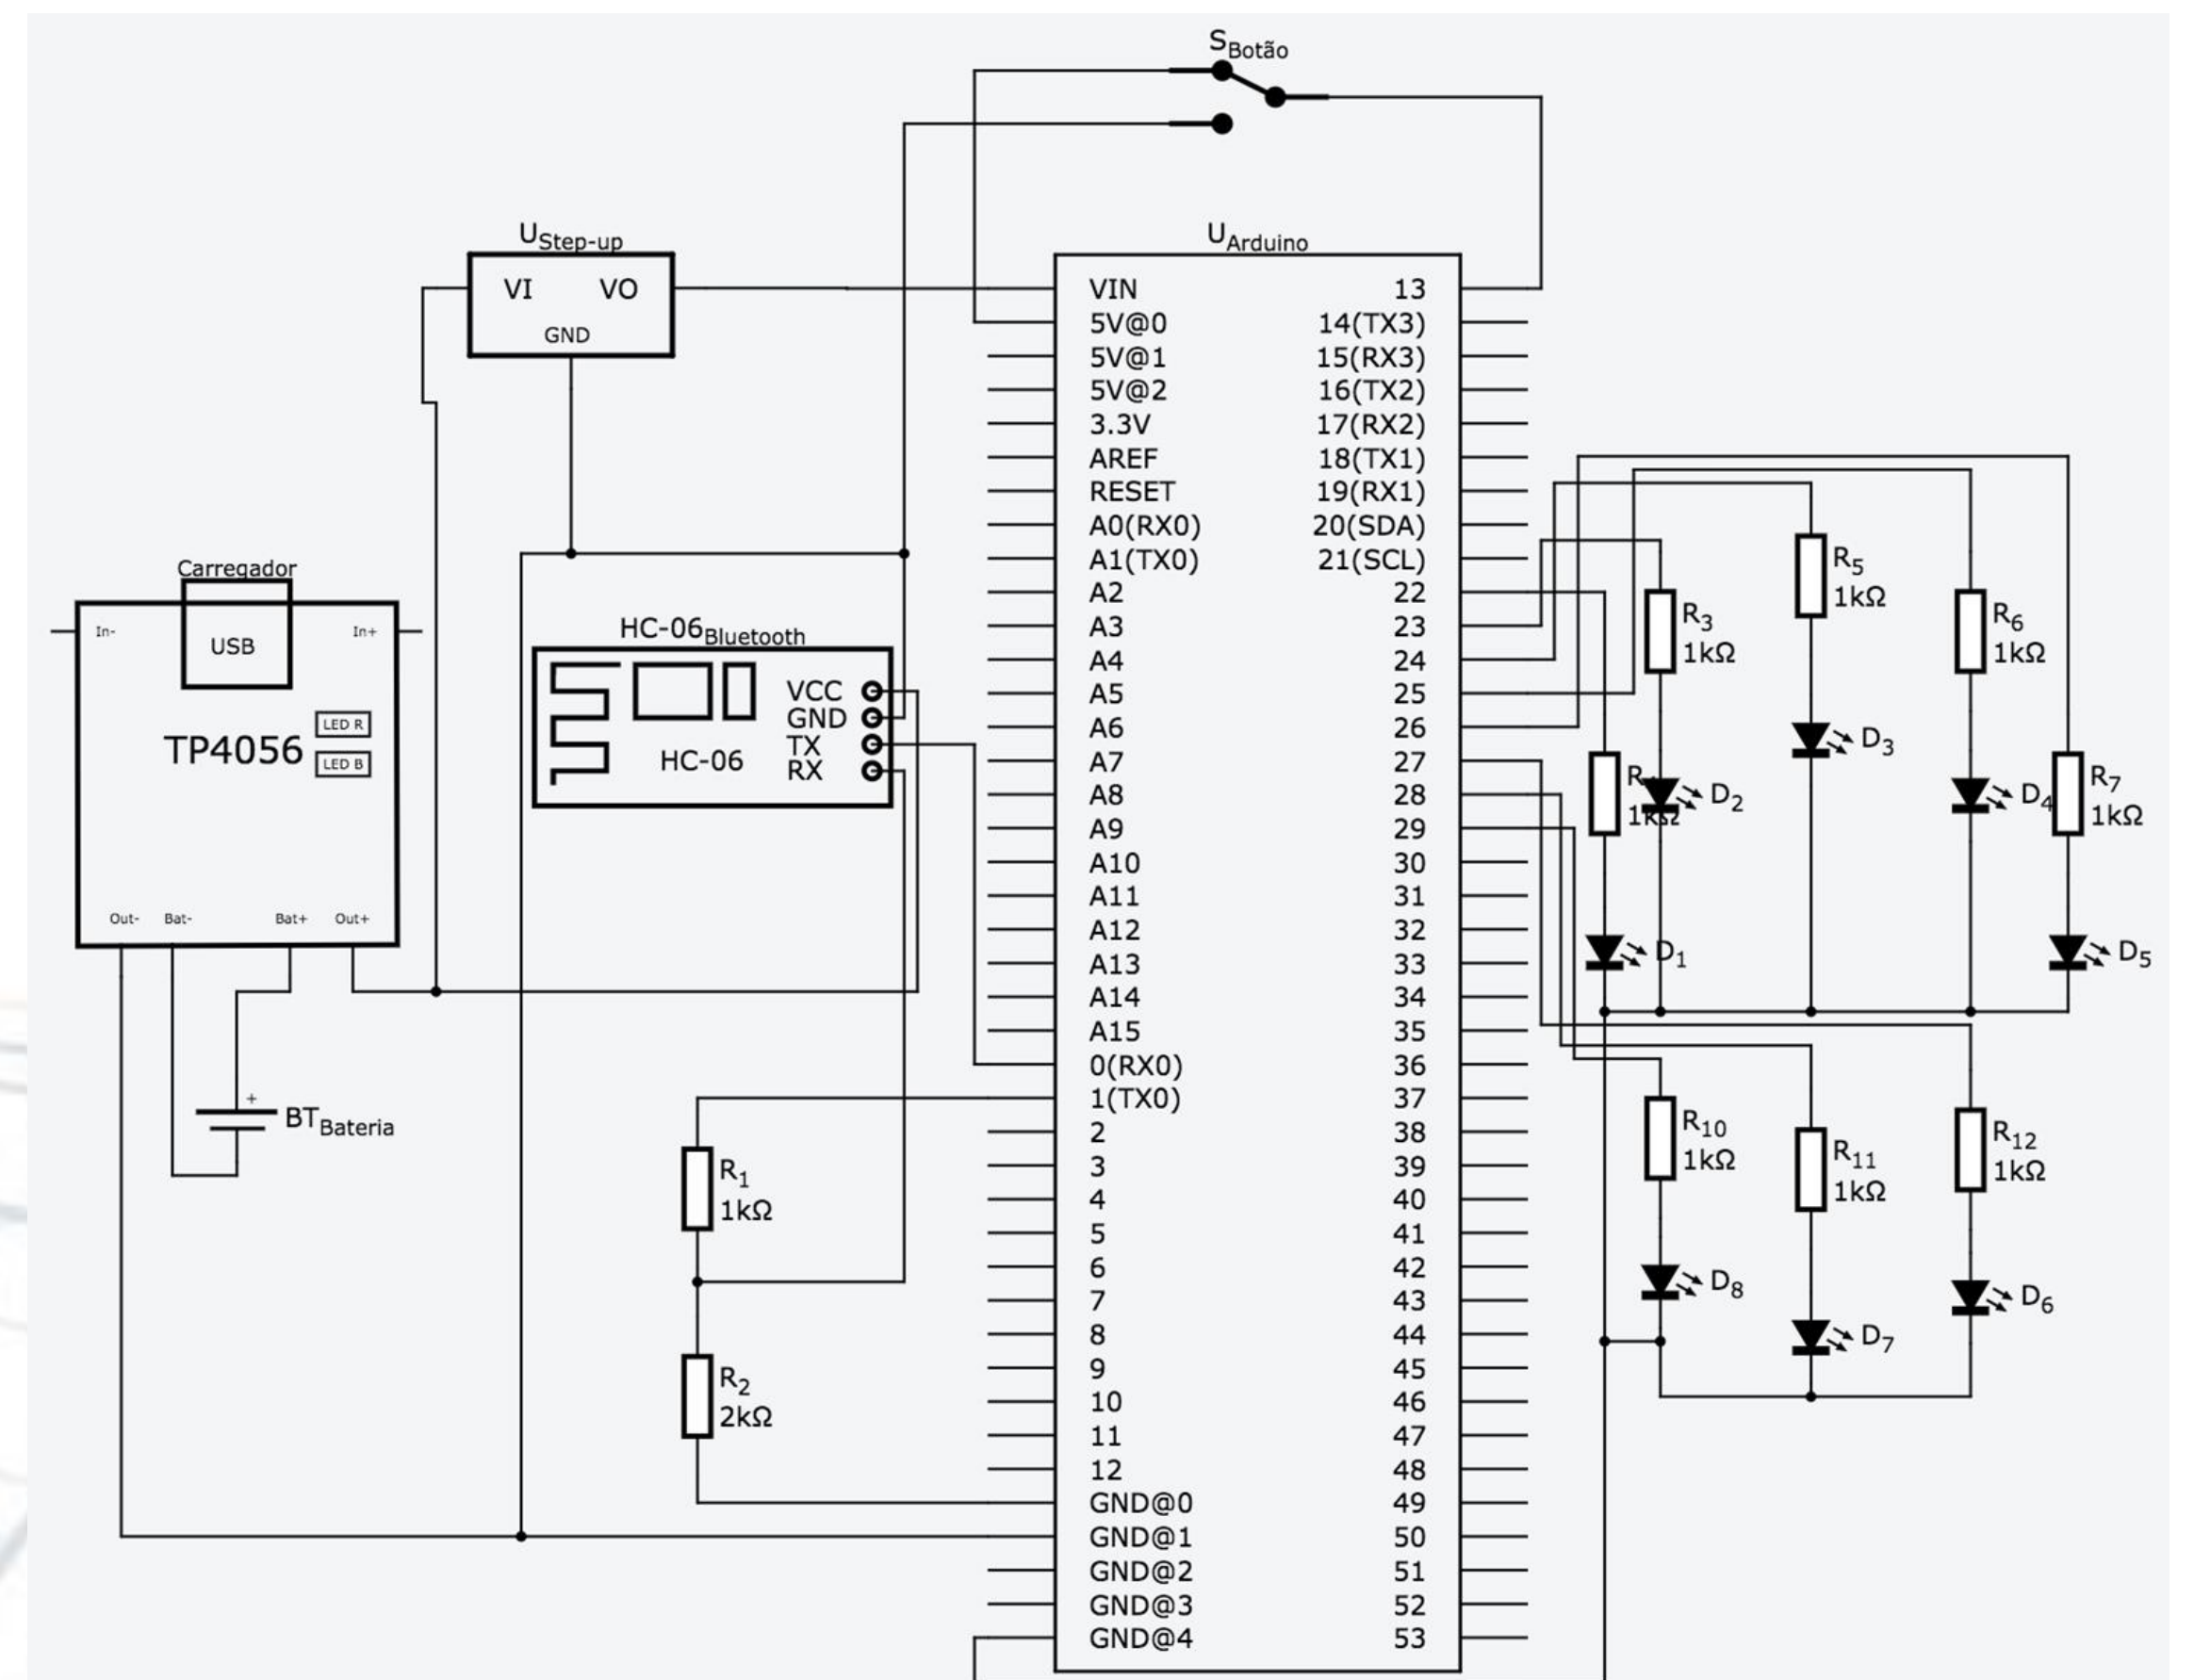 SBotão
UStep-up
VI VO
GND
UArduino
VIN 13
5V@0 14(TX3)
5V@1 15(RX3)
5V@2 16(TX2)
3.3V 17(RX2)
AREF 18(TX1)
RESET 19(RX1)
A0(RX0) 20(SDA)
A1(TX0) 21(SCL)
A2 22
A3 23
A4 24
A5 25
A6 26
A7 27
A8 28
A9 29
A10 30
A11 31
A12 32
A13 33
A14 34
A15 35
0(RX0) 36
1(TX0) 37
2 38
3 39
4 40
5 41
6 42
7 43
8 44
9 45
10 46
11 47
12 48
GND@0 49
GND@1 50
GND@2 51
GND@3 52
GND@4 53
Carregador
In- USB In+
TP4056
LED R
LED B
Out- Bat- Bat+ Out+
+
BTBateria
HC-06Bluetooth
VCC
GND
TX
RX
HC-06
R1
1kΩ
R2
2kΩ
R3
1kΩ
R5
1kΩ
R6
1kΩ
D3
R
1kΩ
D2
D4
R7
1kΩ
D1
D5
R10
1kΩ
R11
1kΩ
R12
1kΩ
D8
D7
D6